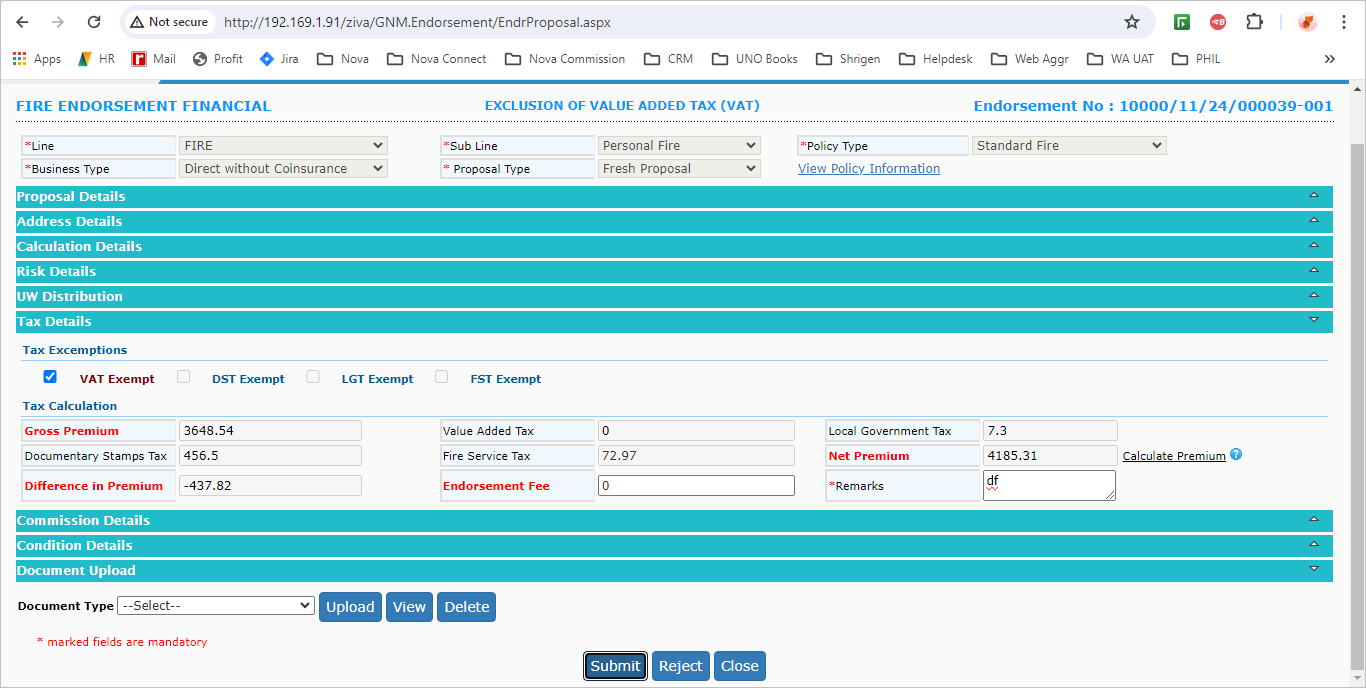 Not secure http://192.169.1.91/ziva/GNM.Endorsement/EndrProposal.aspx
Apps HR Mail Profit Jira Nova Nova Connect Nova Commission CRM UNO Books Shrigen Helpdesk Web Aggr WA UAT PHIL »
FIRE ENDORSEMENT FINANCIAL EXCLUSION OF VALUE ADDED TAX (VAT) Endorsement No : 10000/11/24/000039-001
*Line FIRE *Sub Line Personal Fire *Policy Type Standard Fire
*Business Type Direct without Coinsurance * Proposal Type Fresh Proposal View Policy Information
Proposal Details
Address Details
Calculation Details
Risk Details
UW Distribution
Tax Details
Tax Excemptions
VAT Exempt DST Exempt LGT Exempt FST Exempt
Tax Calculation
Gross Premium 3648.54 Value Added Tax 0 Local Government Tax 7.3
Documentary Stamps Tax 456.5 Fire Service Tax 72.97 Net Premium 4185.31 Calculate Premium ?
Difference in Premium -437.82 Endorsement Fee 0 *Remarks df
Commission Details
Condition Details
Document Upload
Document Type --Select-- Upload View Delete
* marked fields are mandatory
Submit Reject Close